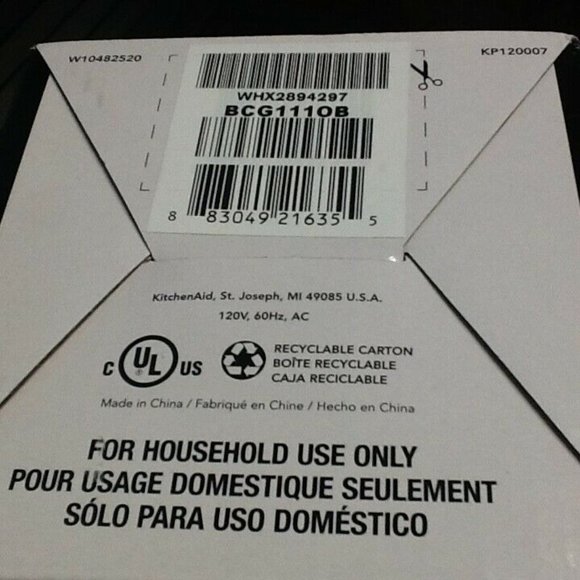 W10482520
KP120007
WHX2894297
BCG111OB
8 83049 21635 5
KitchenAid, St. Joseph, MI 49085 U.S.A.
120V, 60Hz, AC
C UL US
®
RECYCLABLE CARTON
BOÎTE RECYCLABLE
CAJA RECICLABLE
Made in China / Fabriqué en Chine / Hecho en China
FOR HOUSEHOLD USE ONLY
POUR USAGE DOMESTIQUE SEULEMENT
SÓLO PARA USO DOMÉSTICO